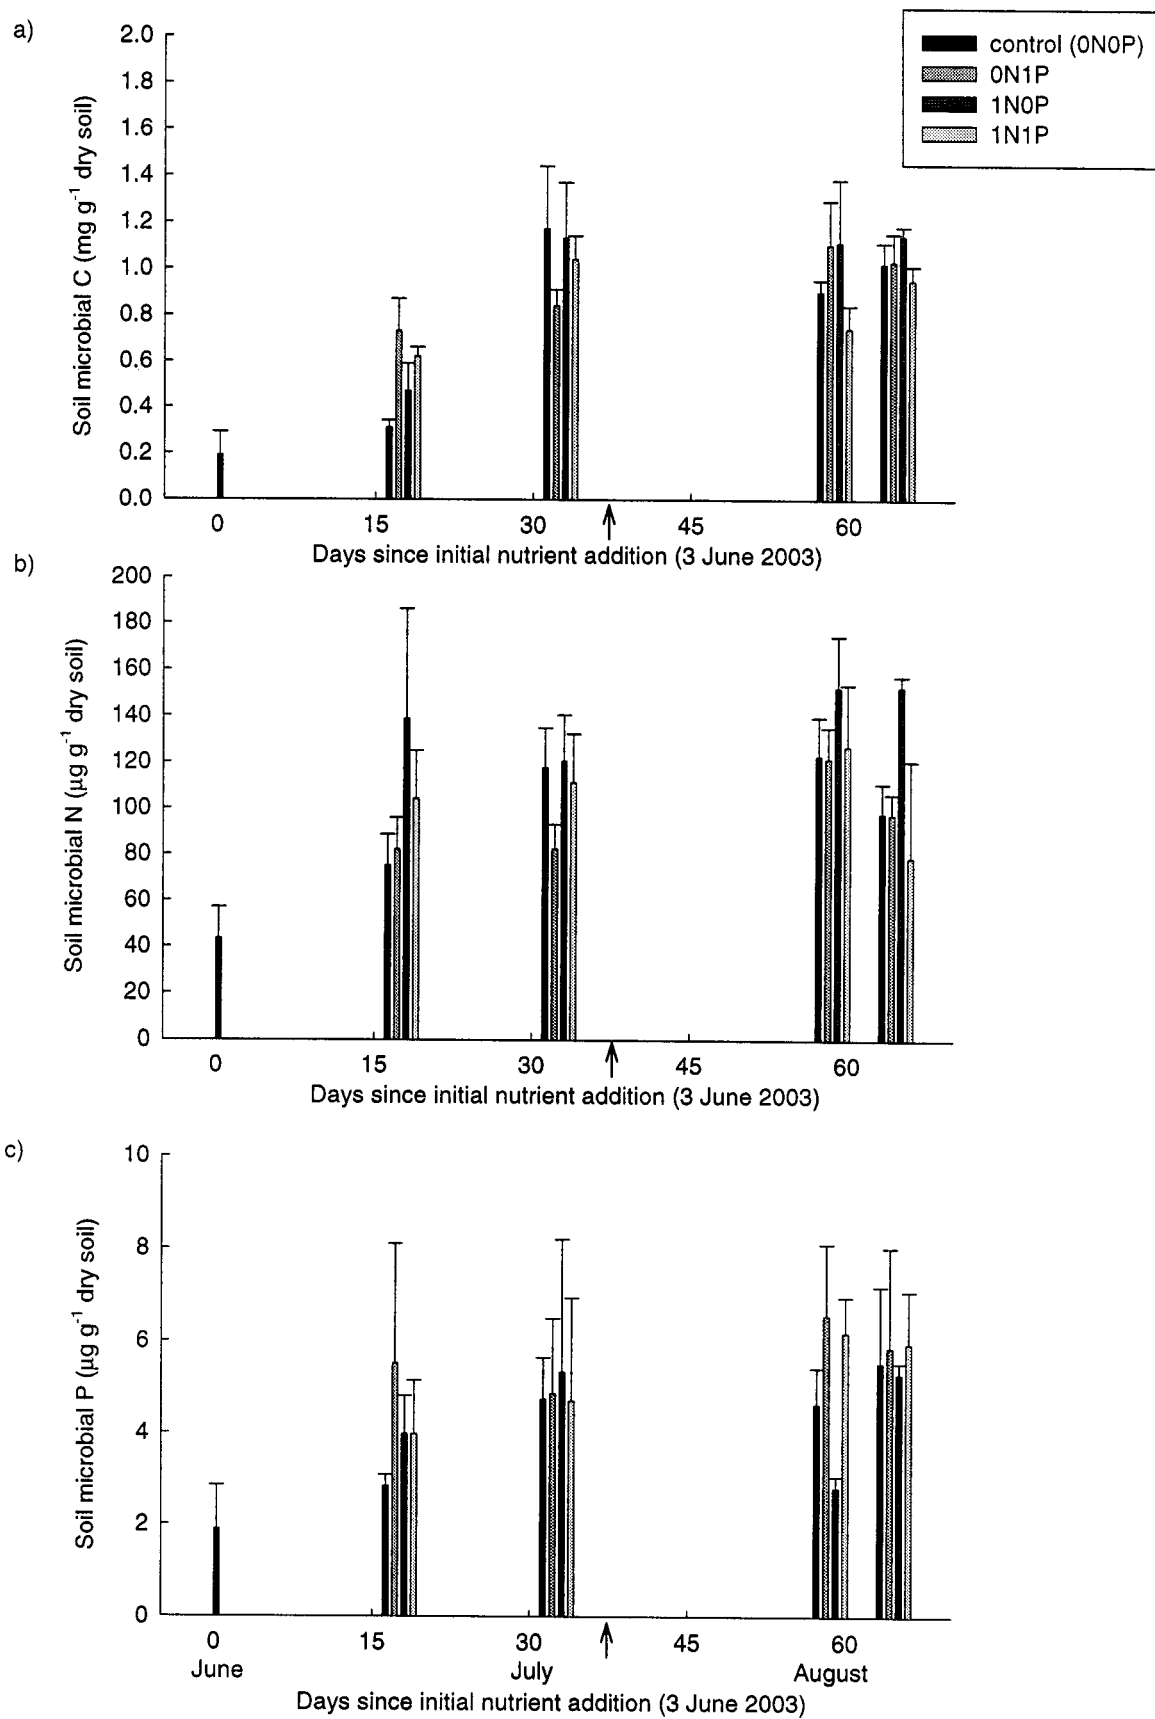 a)
control (0N0P)
0N1P
1N0P
1N1P
Soil microbial C (mg g⁻¹ dry soil)
2.0
1.8
1.6
1.4
1.2
1.0
0.8
0.6
0.4
0.2
0.0
0 15 30 45 60
Days since initial nutrient addition (3 June 2003)
b)
Soil microbial N (µg g⁻¹ dry soil)
200
180
160
140
120
100
80
60
40
20
0
0 15 30 45 60
Days since initial nutrient addition (3 June 2003)
c)
Soil microbial P (µg g⁻¹ dry soil)
10
8
6
4
2
0
0 15 30 45 60
June July August
Days since initial nutrient addition (3 June 2003)